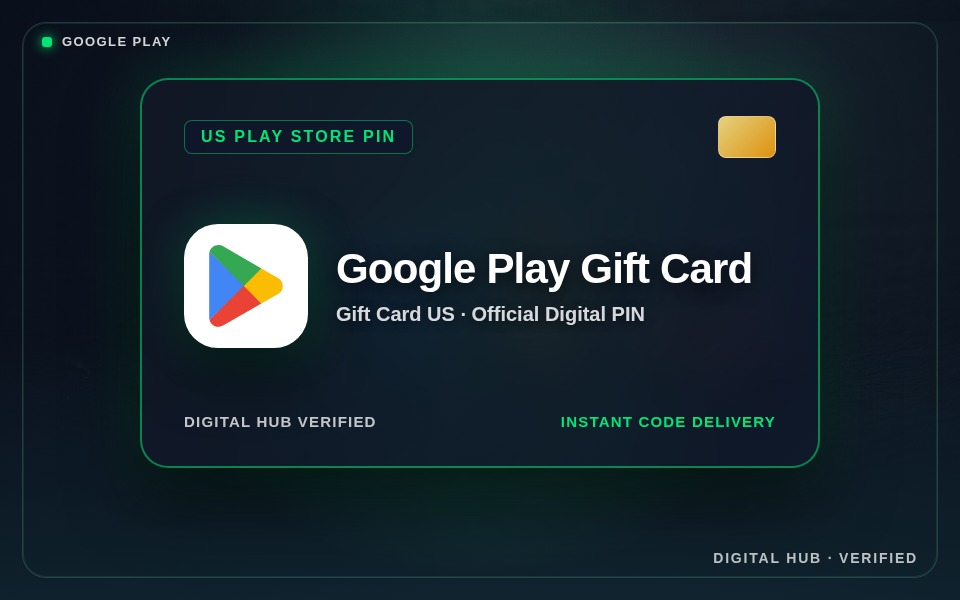 GOOGLE PLAY
US PLAY STORE PIN
Google Play Gift Card
Gift Card US · Official Digital PIN
DIGITAL HUB VERIFIED
INSTANT CODE DELIVERY
DIGITAL HUB · VERIFIED